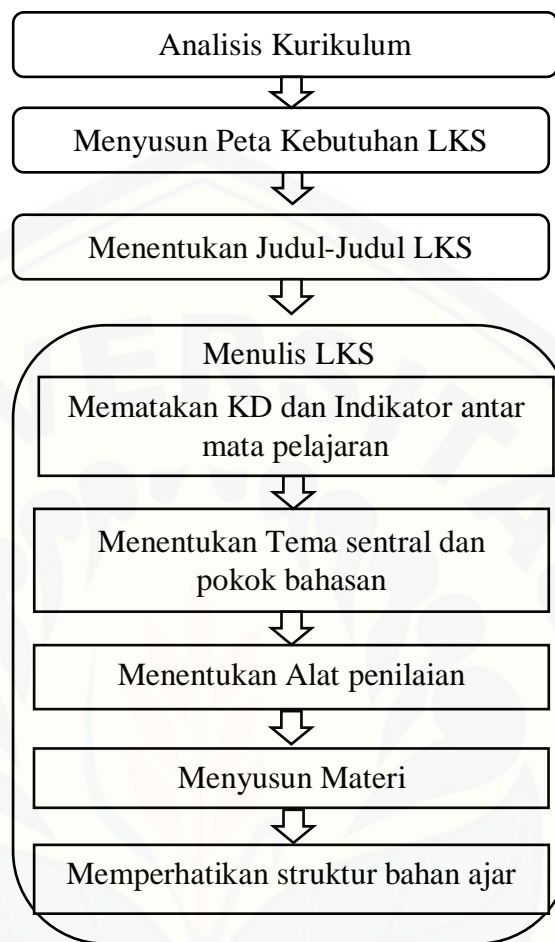 Analisis Kurikulum
Menyusun Peta Kebutuhan LKS
Menentukan Judul-Judul LKS
Menulis LKS
Mematakan KD dan Indikator antar
mata pelajaran
Menentukan Tema sentral dan
pokok bahasan
Menentukan Alat penilaian
Menyusun Materi
Memperhatikan struktur bahan ajar